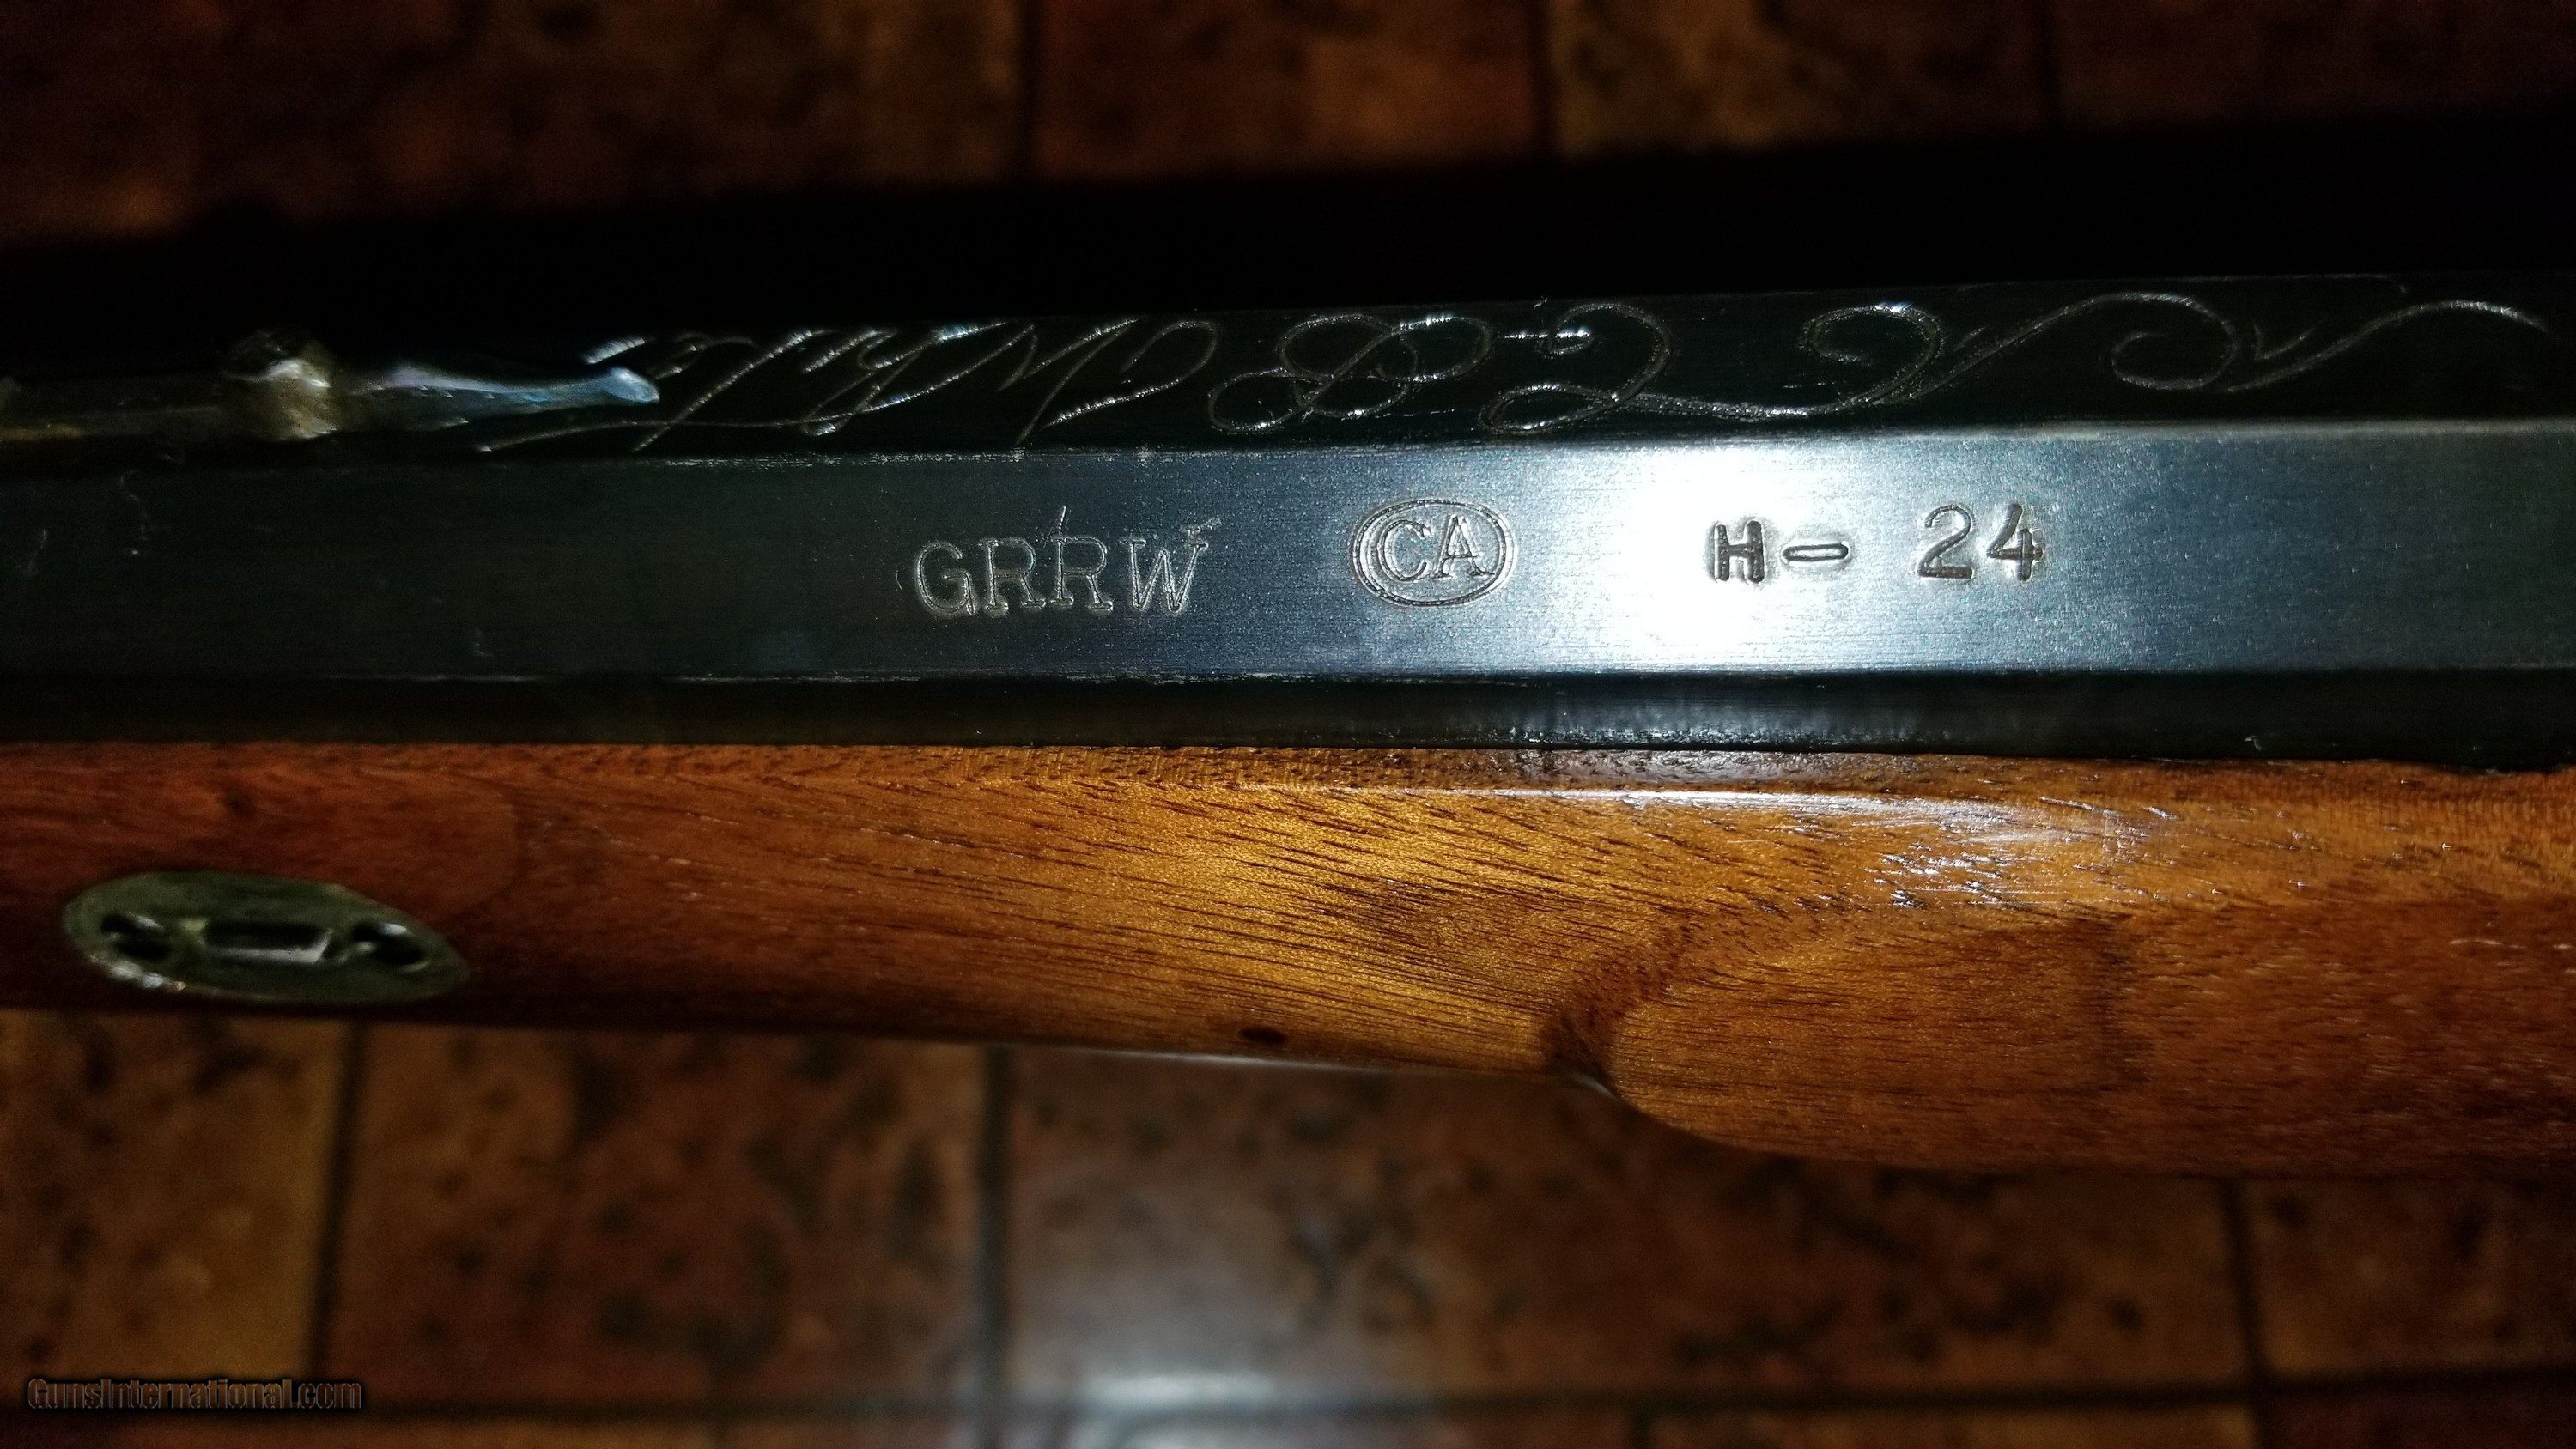 GRRW CA H- 24
GunsInternational.com